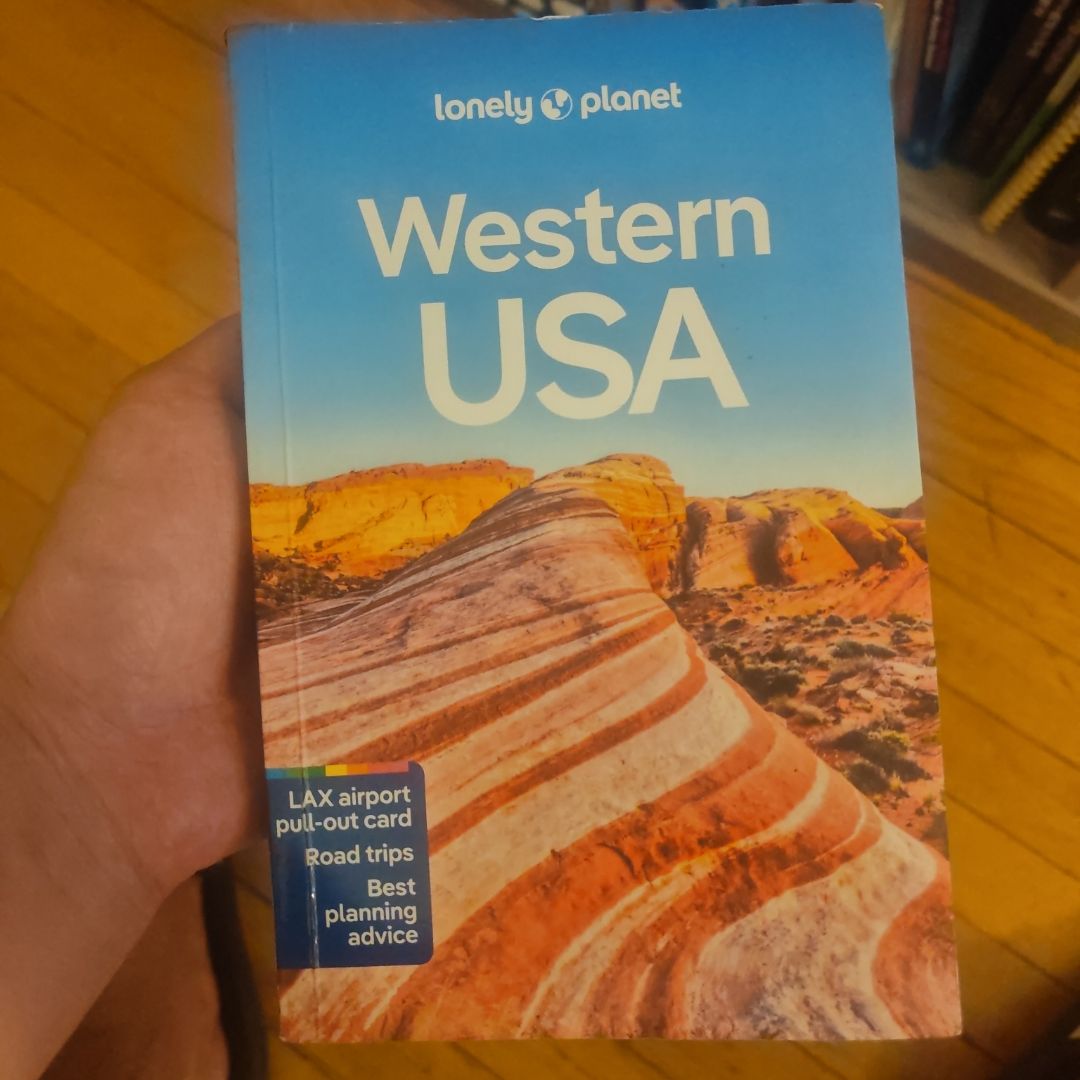 lonely planet
Western
USA
LAX airport
pull-out card
Road trips
Best
planning
advice